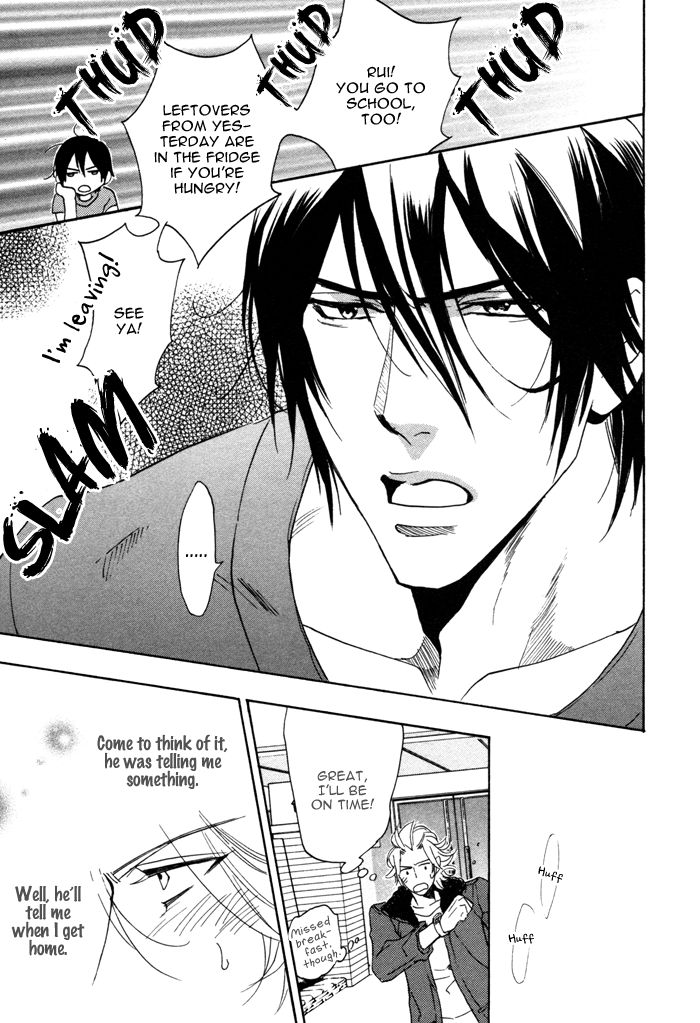 THUD
RUI!
YOU GO TO
SCHOOL,
TOO!
THUD
LEFTOVERS
FROM YES-
TERDAY ARE
IN THE FRIDGE
IF YOU'RE
HUNGRY!
THUD
I'm leaving!
SEE
YA!
SLAM
.....
GREAT,
I'LL BE
ON TIME!
Huff
Huff
Missed
break-
fast,
though.
Come to think of it,
he was telling me
something.
Well, he'll
tell me
when I get
home.